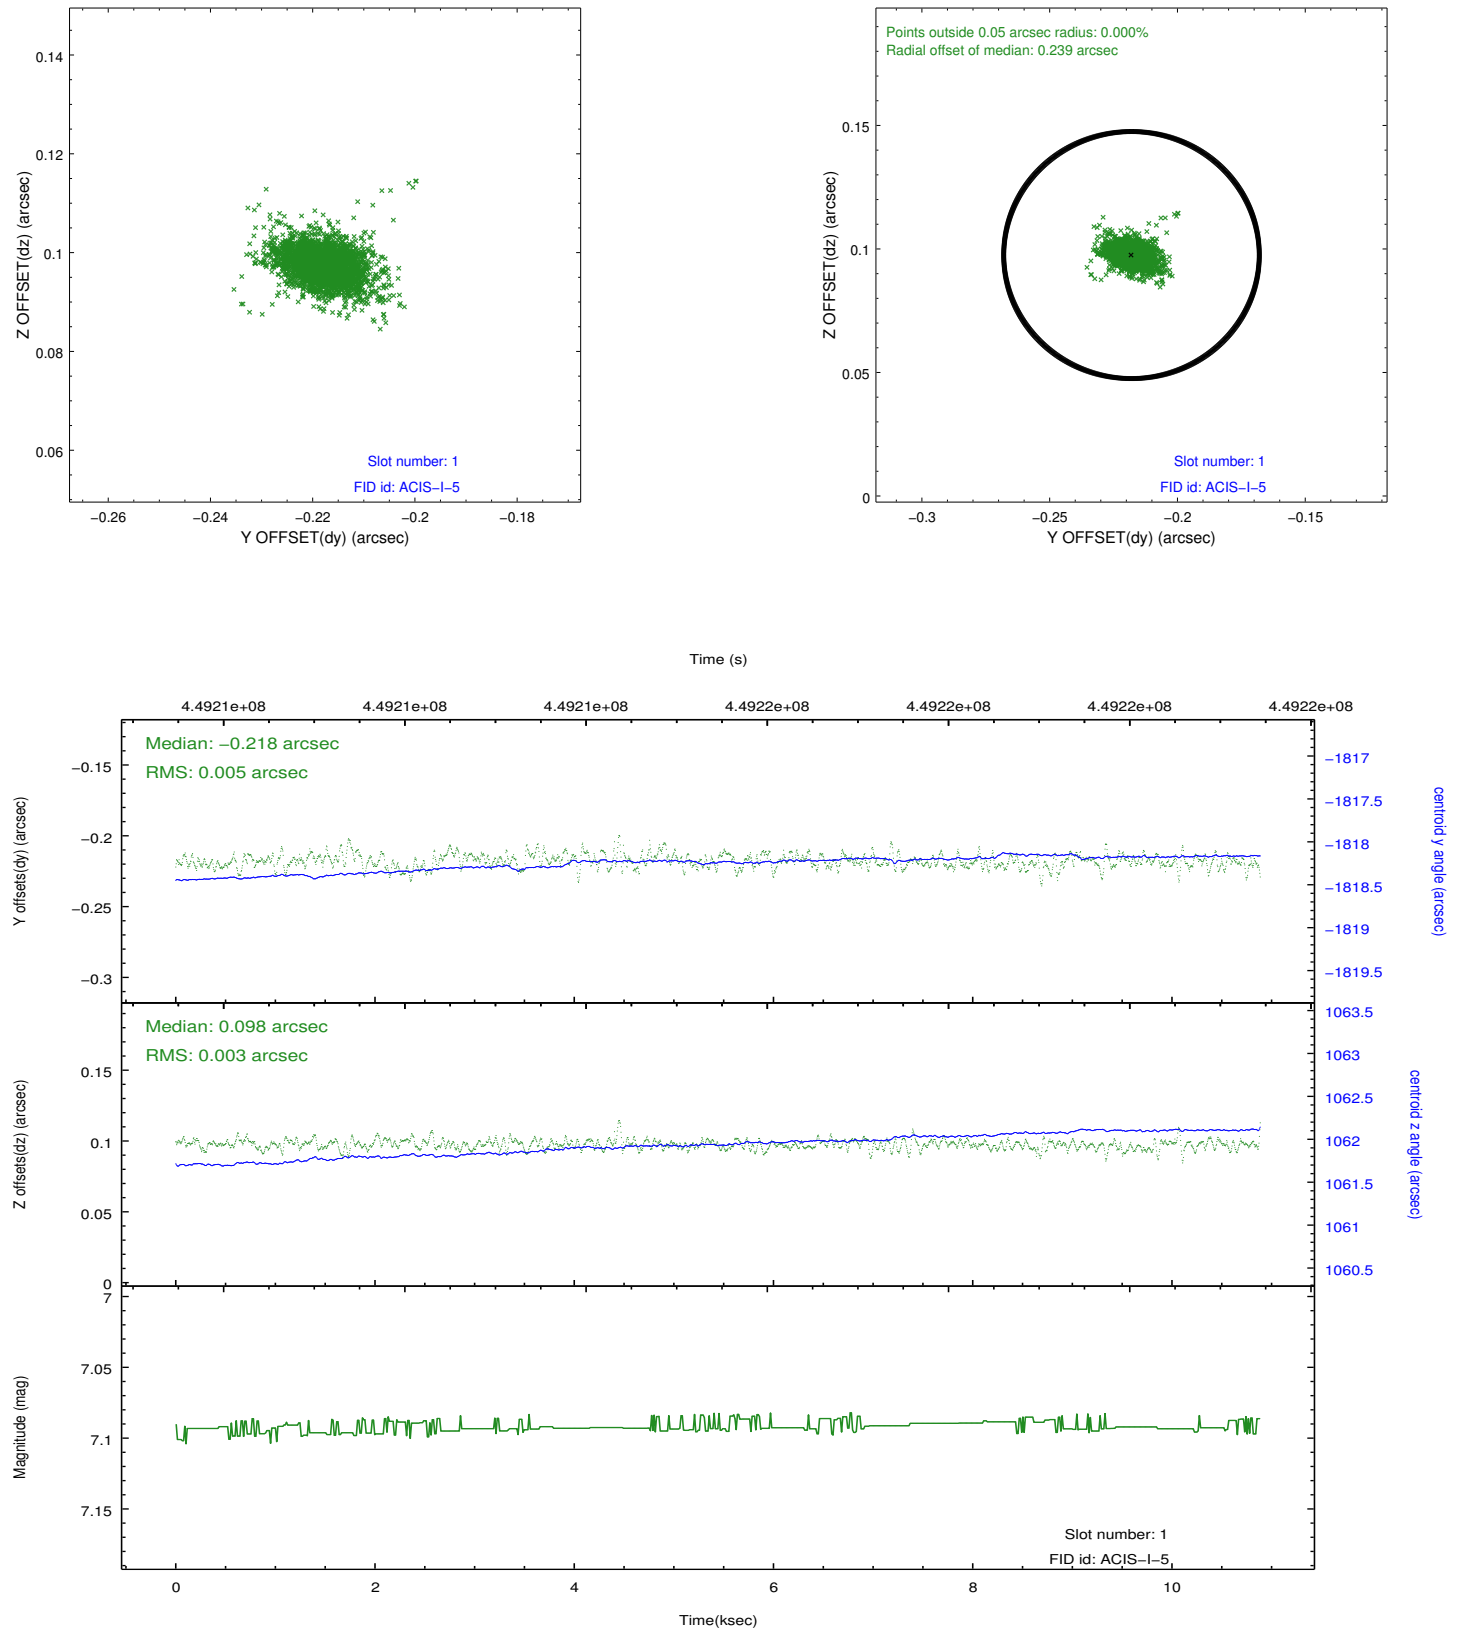 0.14
0.12
0.1
0.08
0.06
Z OFFSET(dz) (arcsec)
Slot number: 1
FID id: ACIS−I−5
−0.26
−0.24
−0.22
−0.2
−0.18
Y OFFSET(dy) (arcsec)
Points outside 0.05 arcsec radius: 0.000%
Radial offset of median: 0.239 arcsec
0.15
0.1
0.05
0
Z OFFSET(dz) (arcsec)
Slot number: 1
FID id: ACIS−I−5
−0.3
−0.25
−0.2
−0.15
Y OFFSET(dy) (arcsec)
Time (s)
4.4921e+08
4.4921e+08
4.4921e+08
4.4922e+08
4.4922e+08
4.4922e+08
4.4922e+08
Median: −0.218 arcsec
RMS: 0.005 arcsec
−0.15
−0.2
−0.25
−0.3
Y offsets(dy) (arcsec)
−1817
−1817.5
−1818
−1818.5
−1819
−1819.5
centroid y angle (arcsec)
Median: 0.098 arcsec
RMS: 0.003 arcsec
0.15
0.1
0.05
0
Z offsets(dz) (arcsec)
1063.5
1063
1062.5
1062
1061.5
1061
1060.5
centroid z angle (arcsec)
7
7.05
7.1
7.15
Magnitude (mag)
Slot number: 1
FID id: ACIS−I−5
0
2
4
6
8
10
Time(ksec)